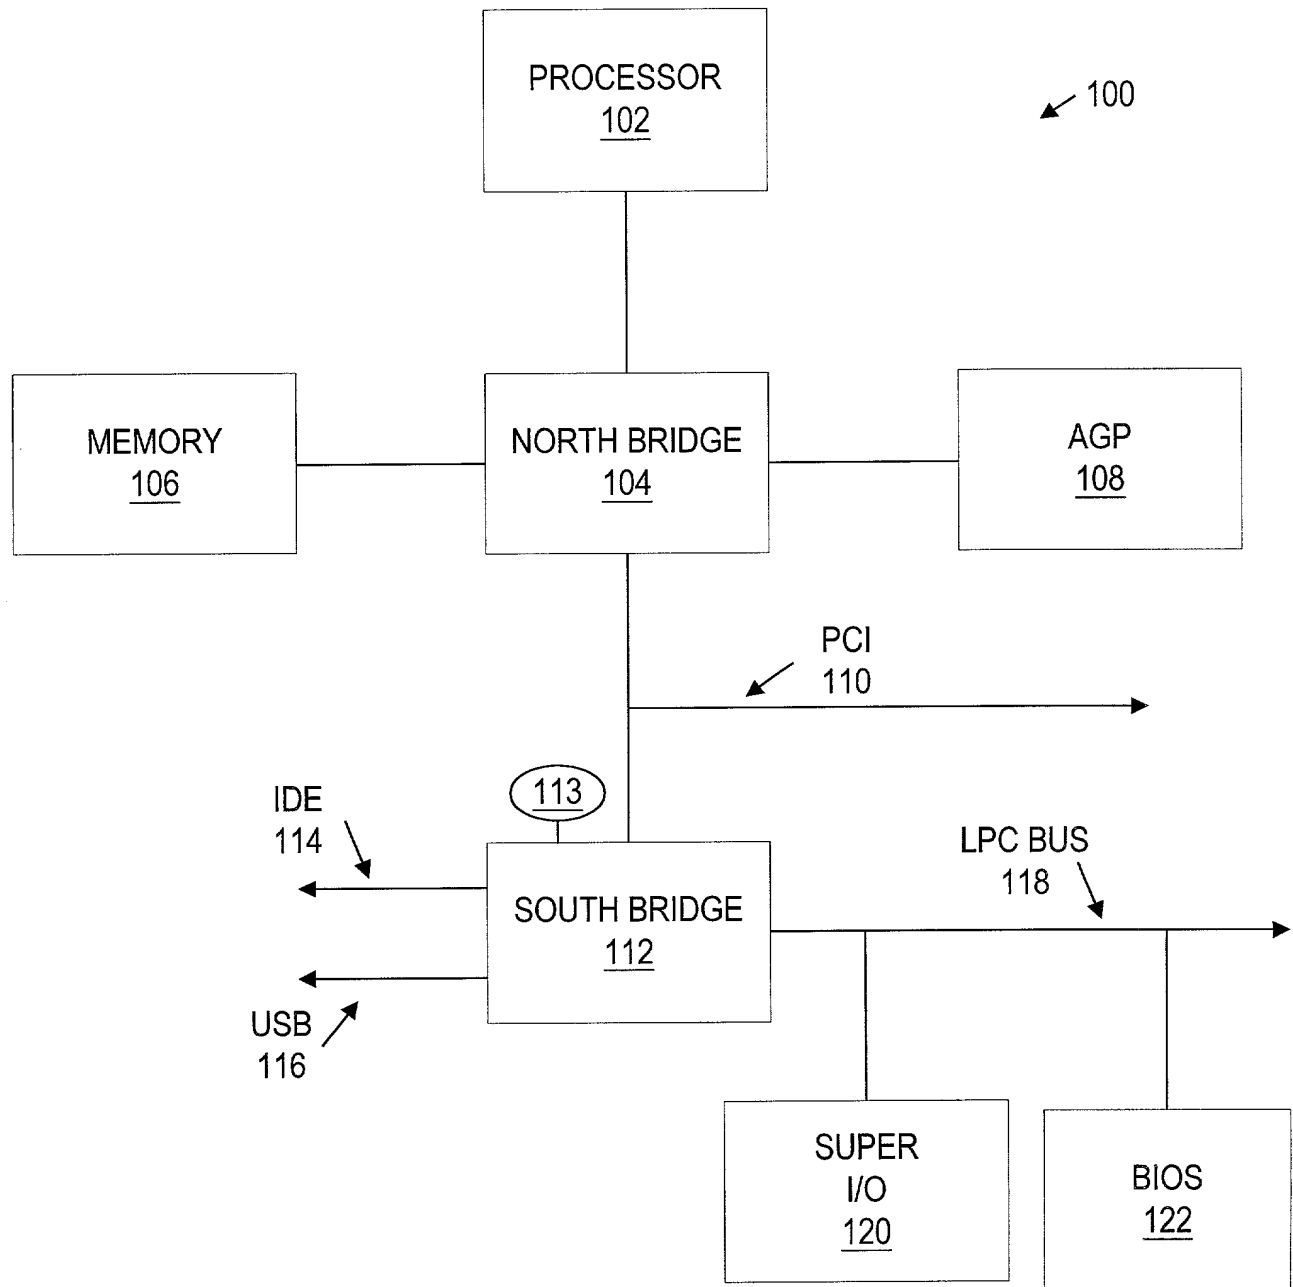 PROCESSOR
102
100
MEMORY
106
NORTH BRIDGE
104
AGP
108
PCI
110
113
IDE
114
LPC BUS
118
SOUTH BRIDGE
112
USB
116
SUPER
I/O
120
BIOS
122